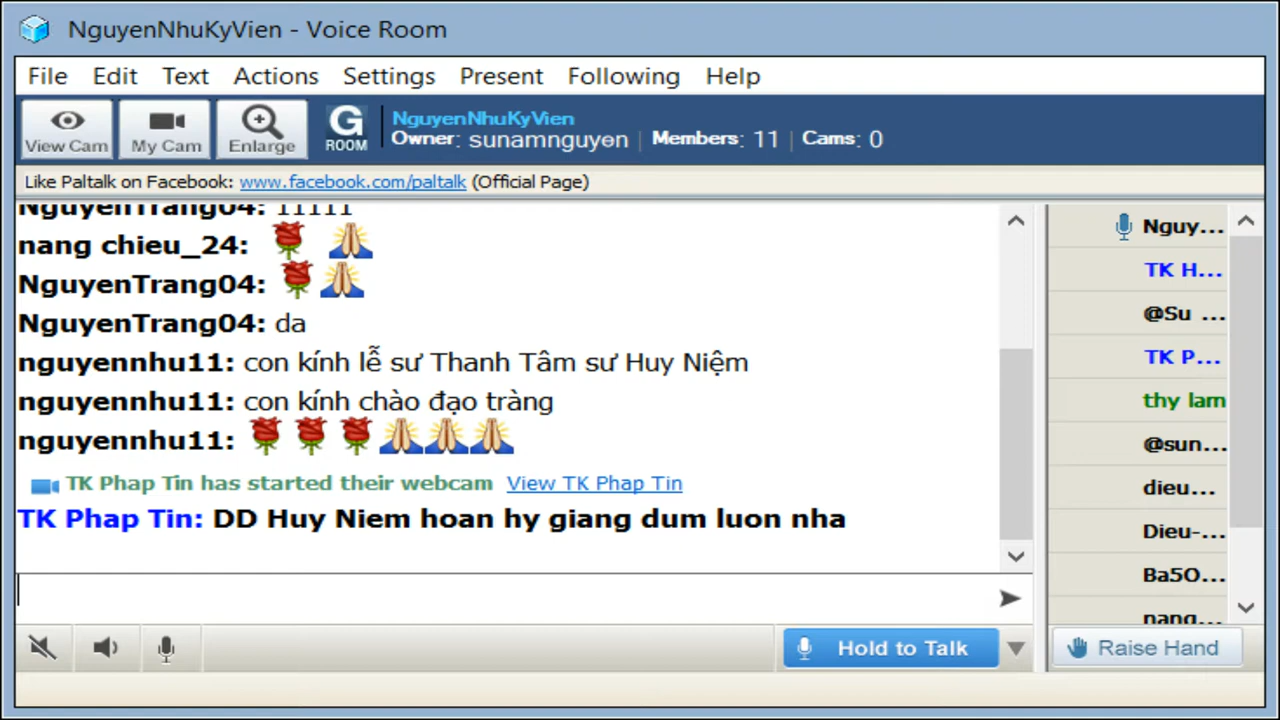 NguyenNhuKyVien - Voice Room
File Edit Text Actions Settings Present Following Help
View Cam My Cam Enlarge G ROOM
NguyenNhuKyVien
Owner: sunamnguyen | Members: 11 | Cams: 0
Like Paltalk on Facebook: www.facebook.com/paltalk (Official Page)
NguyenTrang04: 11111
nang chieu_24:
NguyenTrang04:
NguyenTrang04: da
nguyennhu11: con kính lễ sư Thanh Tâm sư Huy Niệm
nguyennhu11: con kính chào đạo tràng
nguyennhu11:
TK Phap Tin has started their webcam View TK Phap Tin
TK Phap Tin: DD Huy Niem hoan hy giang dum luon nha
Nguy...
TK H...
@Su ...
TK P...
thy lam
@sun...
dieu...
Dieu-...
Ba5O...
nang...
Hold to Talk
Raise Hand